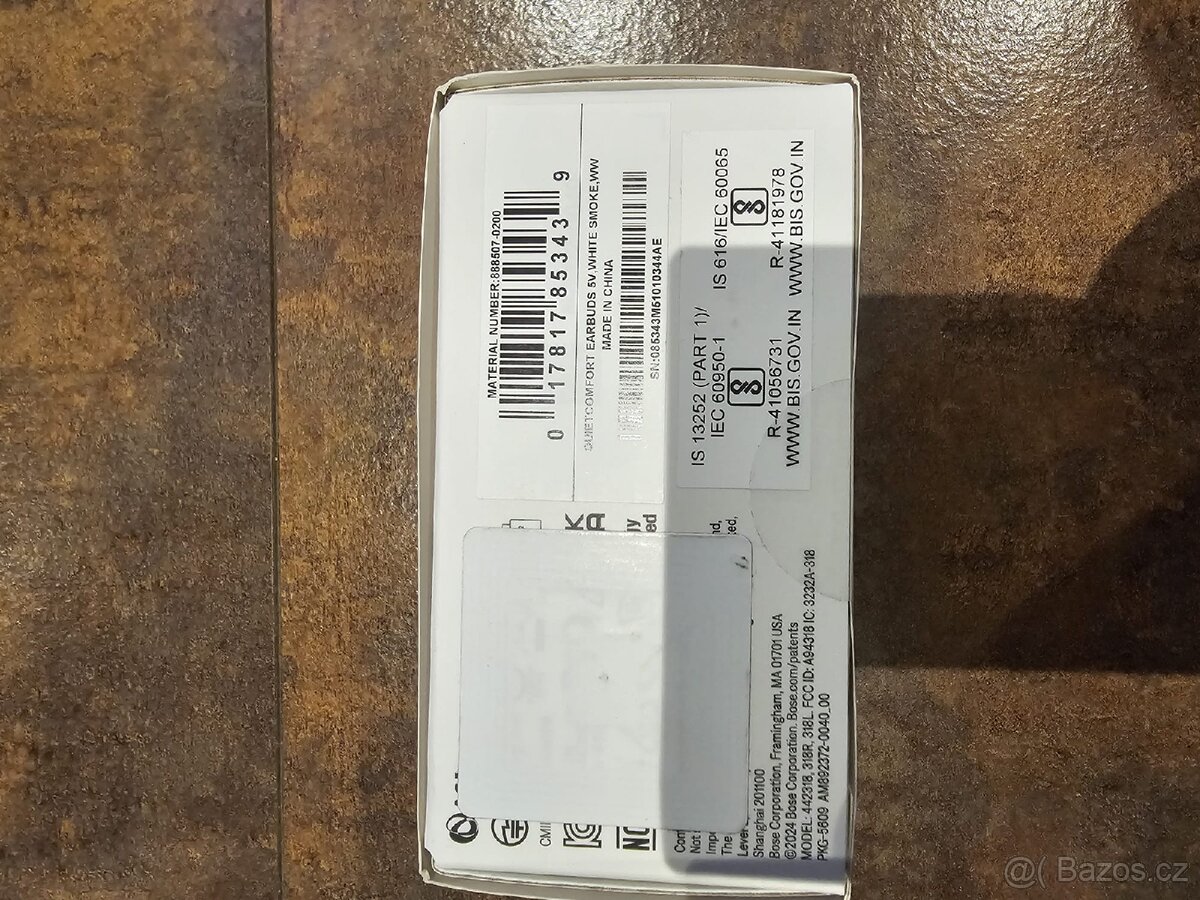 MATERIAL NUMBER:888507-0200
0 17817 85343 9
QUIETCOMFORT EARBUDS 5V,WHITE SMOKE,WW
MADE IN CHINA
SN:085343M51010344AE
IS 13252 (PART 1)/
IEC 60950-1
R-41056731
WWW.BIS.GOV.IN
IS 616/IEC 60065
R-41181978
WWW.BIS.GOV.IN
Shanghai 201100
Bose Corporation, Framingham, MA 01701 USA
©2024 Bose Corporation. Bose.com/patents
MODEL: 442318, 318R, 318L. FCC ID: A94318 IC: 3232A-318
PKG-5609 AM892372-0040_00
@( Bazos.cz